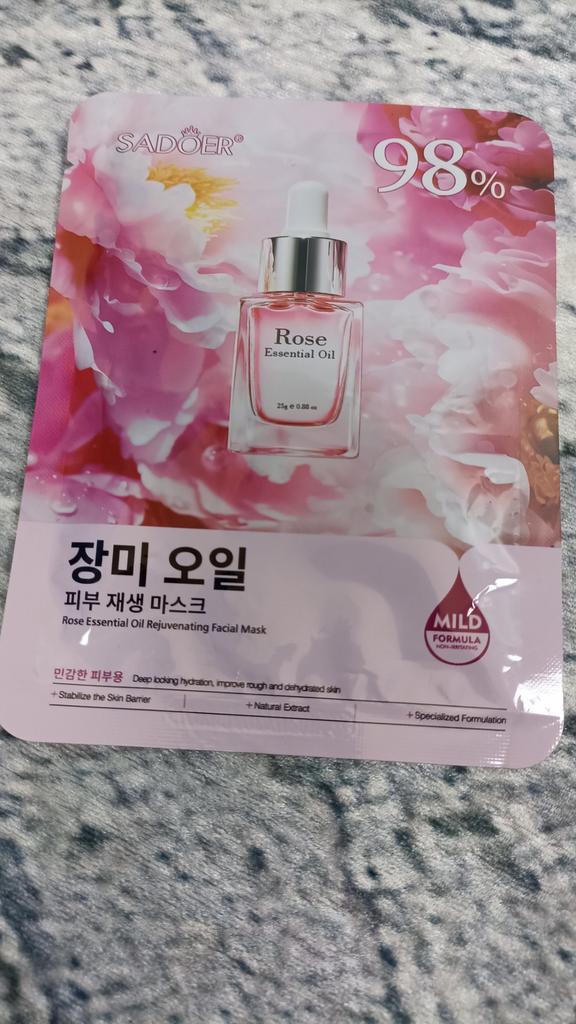 SADOER®
98%
Rose
Essential Oil
25g e 0.88 oz
장미 오일
피부 재생 마스크
Rose Essential Oil Rejuvenating Facial Mask
MILD
FORMULA
NON-IRRITATING
민감한 피부용 Deep locking hydration, improve rough and dehydrated skin
+Stabilize the Skin Barrier +Natural Extract +Specialized Formulation